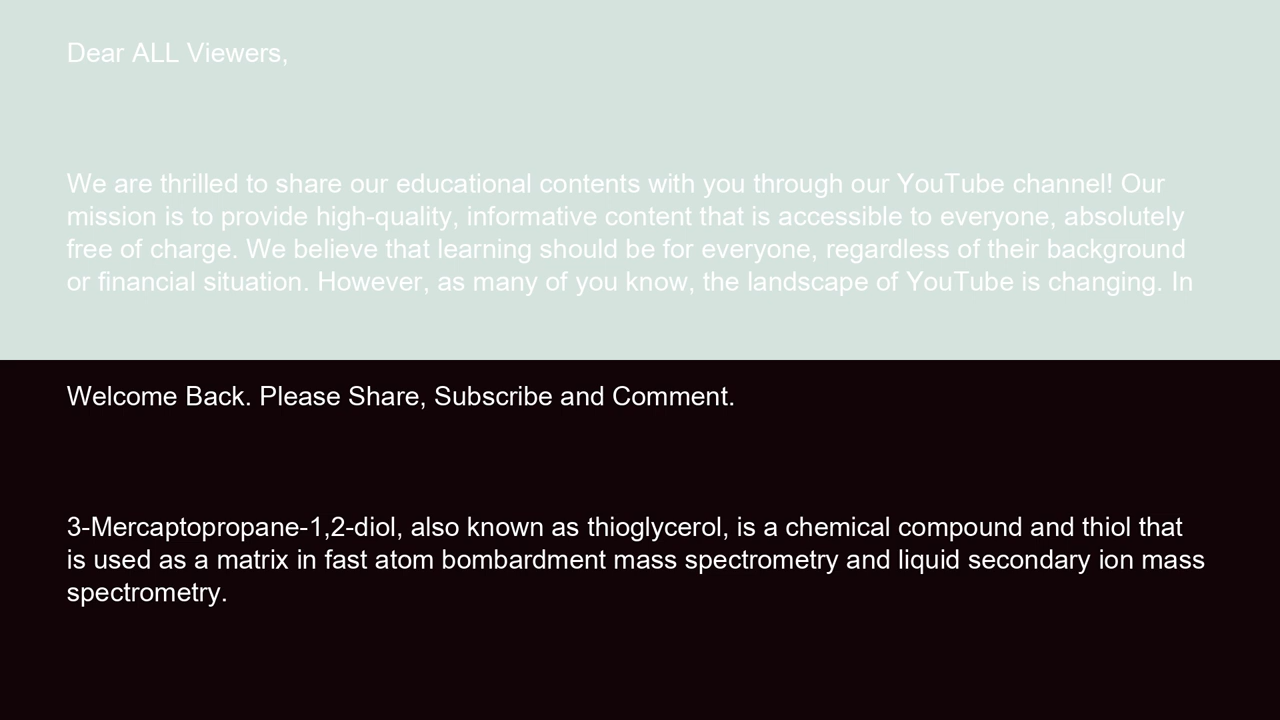 Dear ALL Viewers,
We are thrilled to share our educational contents with you through our YouTube channel! Our
mission is to provide high-quality, informative content that is accessible to everyone, absolutely
free of charge. We believe that learning should be for everyone, regardless of their background
or financial situation. However, as many of you know, the landscape of YouTube is changing. In
Welcome Back. Please Share, Subscribe and Comment.
3-Mercaptopropane-1,2-diol, also known as thioglycerol, is a chemical compound and thiol that
is used as a matrix in fast atom bombardment mass spectrometry and liquid secondary ion mass
spectrometry.